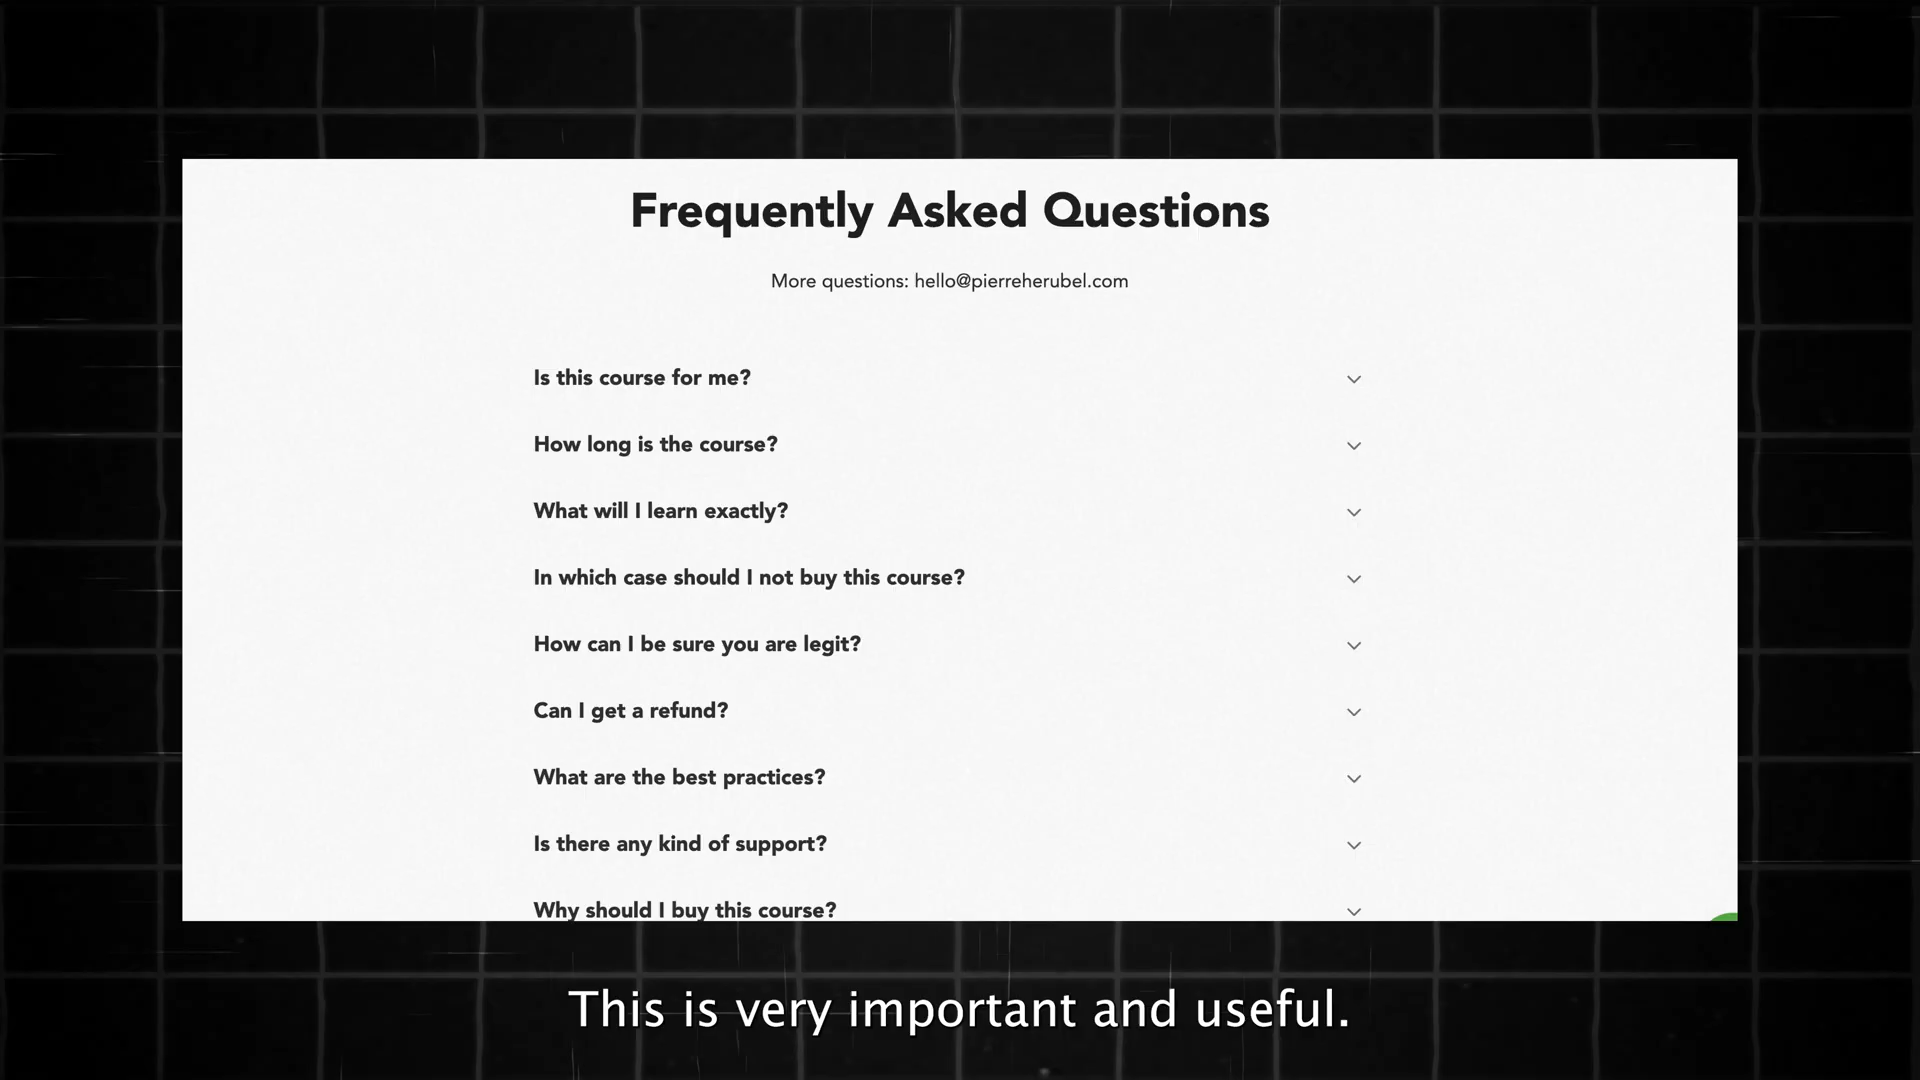 Frequently Asked Questions
More questions: hello@pierreherubel.com
Is this course for me?
How long is the course?
What will I learn exactly?
In which case should I not buy this course?
How can I be sure you are legit?
Can I get a refund?
What are the best practices?
Is there any kind of support?
Why should I buy this course?
This is very important and useful.